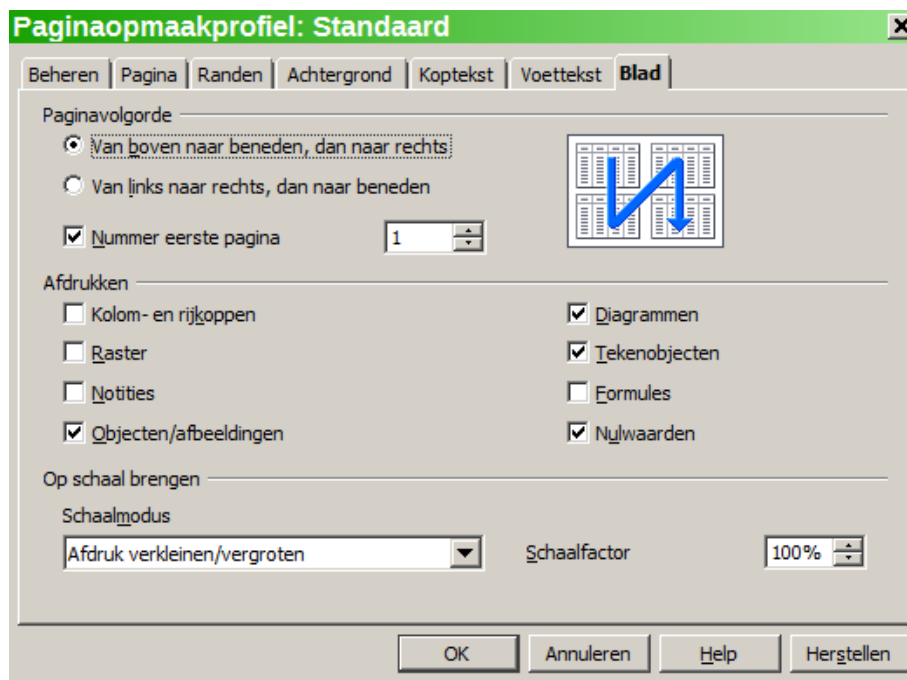 Paginaopmaakprofiel: Standaard
Beheren Pagina Randen Achtergrond Koptekst Voettekst Blad
Paginavolgorde
Van boven naar beneden, dan naar rechts
Van links naar rechts, dan naar beneden
Nummer eerste pagina 1
Afdrukken
Kolom- en rijkoppen Diagrammen
Raster Tekenobjecten
Notities Formules
Objecten/afbeeldingen Nulwaarden
Op schaal brengen
Schaalmodus
Afdruk verkleinen/vergroten Schaalfactor 100%
OK Annuleren Help Herstellen